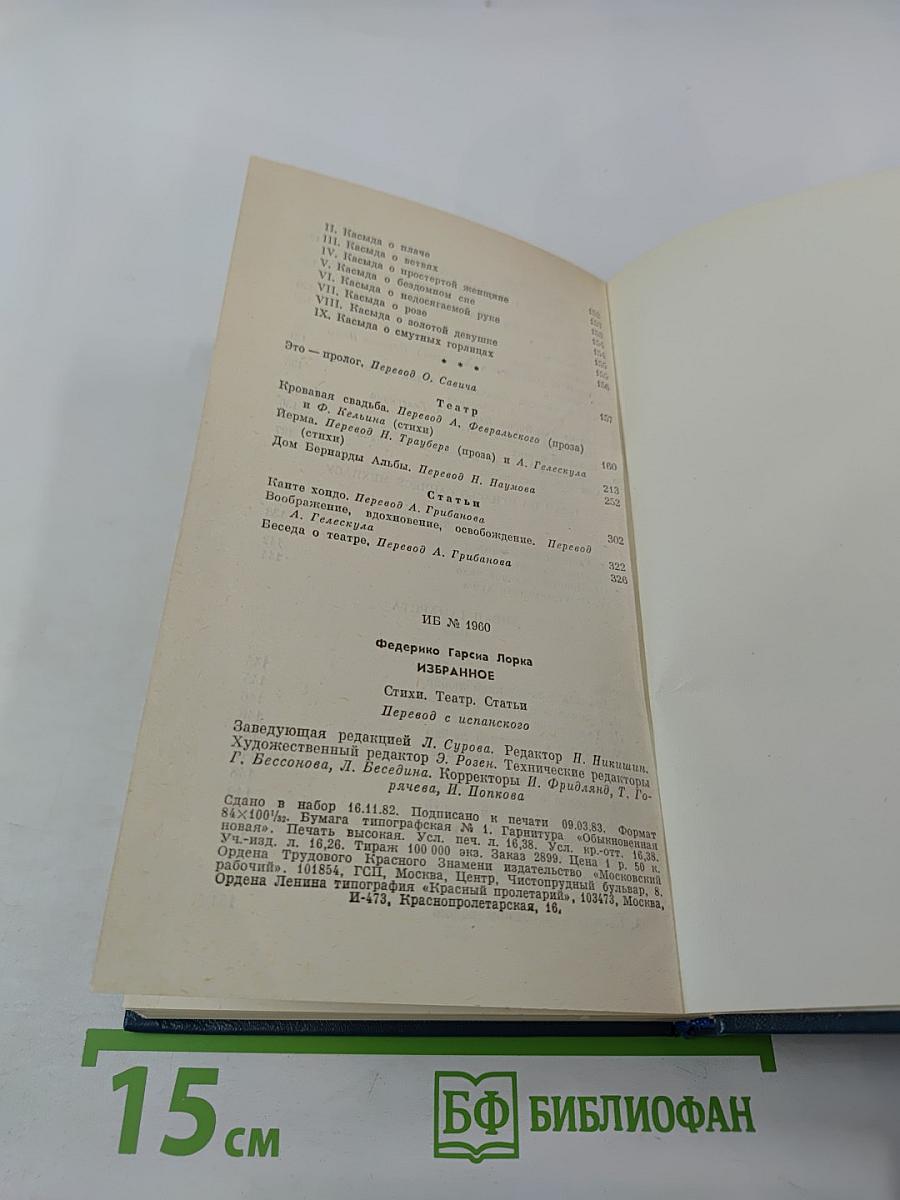 II. Касыда о плаче 152
III. Касыда о ветвях 153
IV. Касыда о простертой женщине 153
V. Касыда о бездомном сне 154
VI. Касыда о недосягаемой руке 154
VII. Касыда о розе 155
VIII. Касыда о золотой девушке 155
IX. Касыда о смутных горлицах 156
* * *
Это — пролог. Перевод О. Савича 157
Театр
Кровавая свадьба. Перевод А. Февральского (проза)
и Ф. Кельина (стихи) 160
Йерма. Перевод Н. Трауберг (проза) и А. Гелескула
(стихи) 213
Дом Бернарды Альбы. Перевод Н. Наумова 252
Статьи
Канте хондо. Перевод А. Грибанова 302
Воображение, вдохновение, освобождение. Перевод
А. Гелескула 322
Беседа о театре. Перевод А. Грибанова 326
ИБ № 1960
Федерико Гарсиа Лорка
ИЗБРАННОЕ
Стихи. Театр. Статьи
Перевод с испанского
Заведующая редакцией Л. Сурова. Редактор Н. Никишин.
Художественный редактор Э. Розен. Технические редакторы
Г. Бессонова, Л. Беседина. Корректоры И. Фридлянд, Т. Го-
рячева, И. Попкова
Сдано в набор 16.11.82. Подписано к печати 09.03.83. Формат
84×100¹/₃₂. Бумага типографская № 1. Гарнитура «Обыкновенная
новая». Печать высокая. Усл. печ. л. 16,38. Усл. кр.-отт. 16,38.
Уч.-изд. л. 16,26. Тираж 100 000 экз. Заказ 2899. Цена 1 р. 50 к.
Ордена Трудового Красного Знамени издательство «Московский
рабочий». 101854, ГСП, Москва, Центр, Чистопрудный бульвар, 8.
Ордена Ленина типография «Красный пролетарий», 103473, Москва,
И-473, Краснопролетарская, 16.
15 см
БФ БИБЛИОФАН